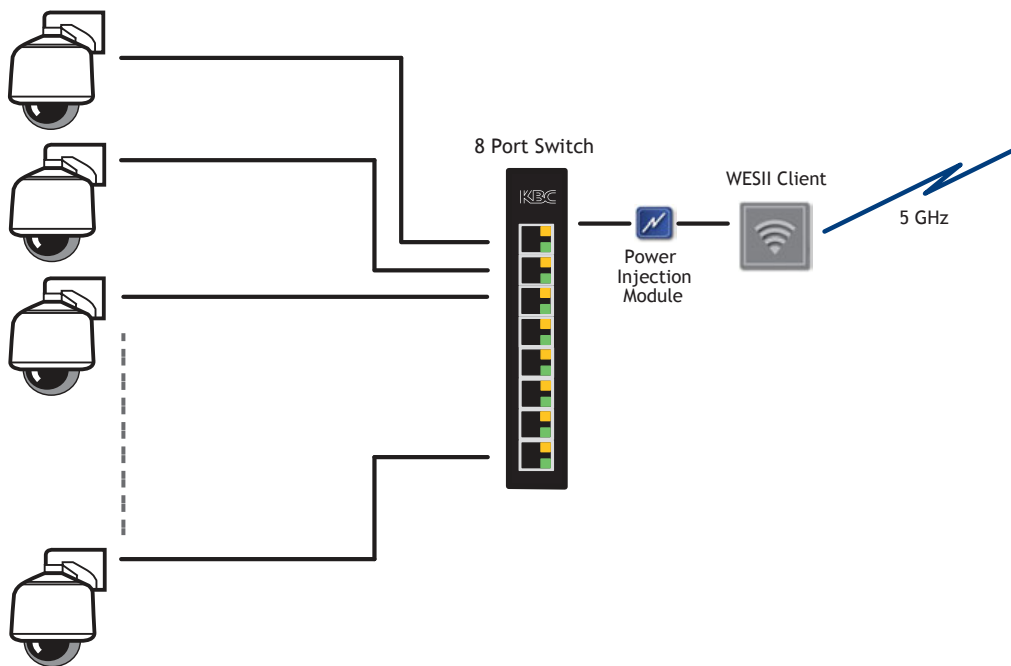 8 Port Switch
KBC
WESII Client
5 GHz
Power
Injection
Module